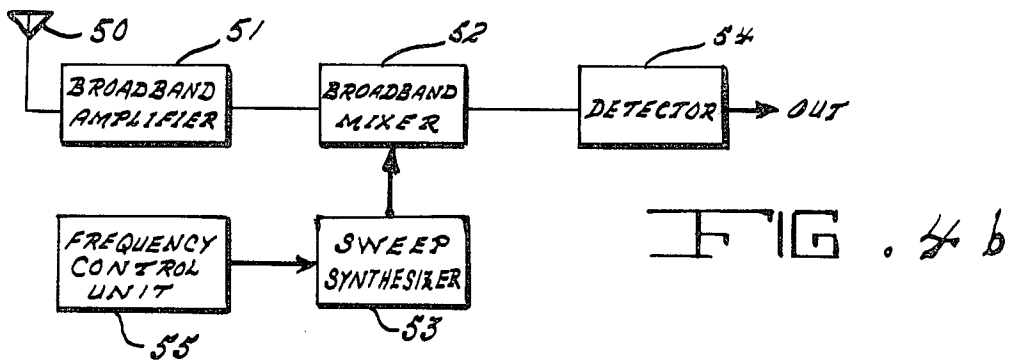 50
51
52
54
BROADBAND
AMPLIFIER
BROADBAND
MIXER
DETECTOR
OUT
FREQUENCY
CONTROL
UNIT
SWEEP
SYNTHESIZER
55
53
FIG. 4b